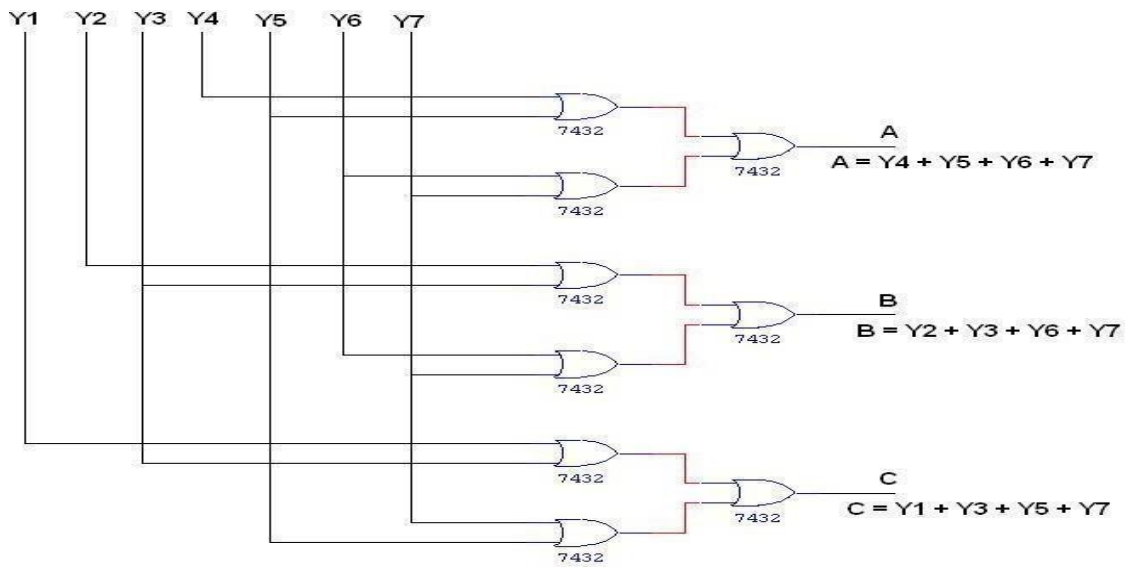 Y1 Y2 Y3 Y4 Y5 Y6 Y7
7432
A
7432
A = Y4 + Y5 + Y6 + Y7
7432
7432
B
7432
B = Y2 + Y3 + Y6 + Y7
7432
7432
C
7432
C = Y1 + Y3 + Y5 + Y7
7432